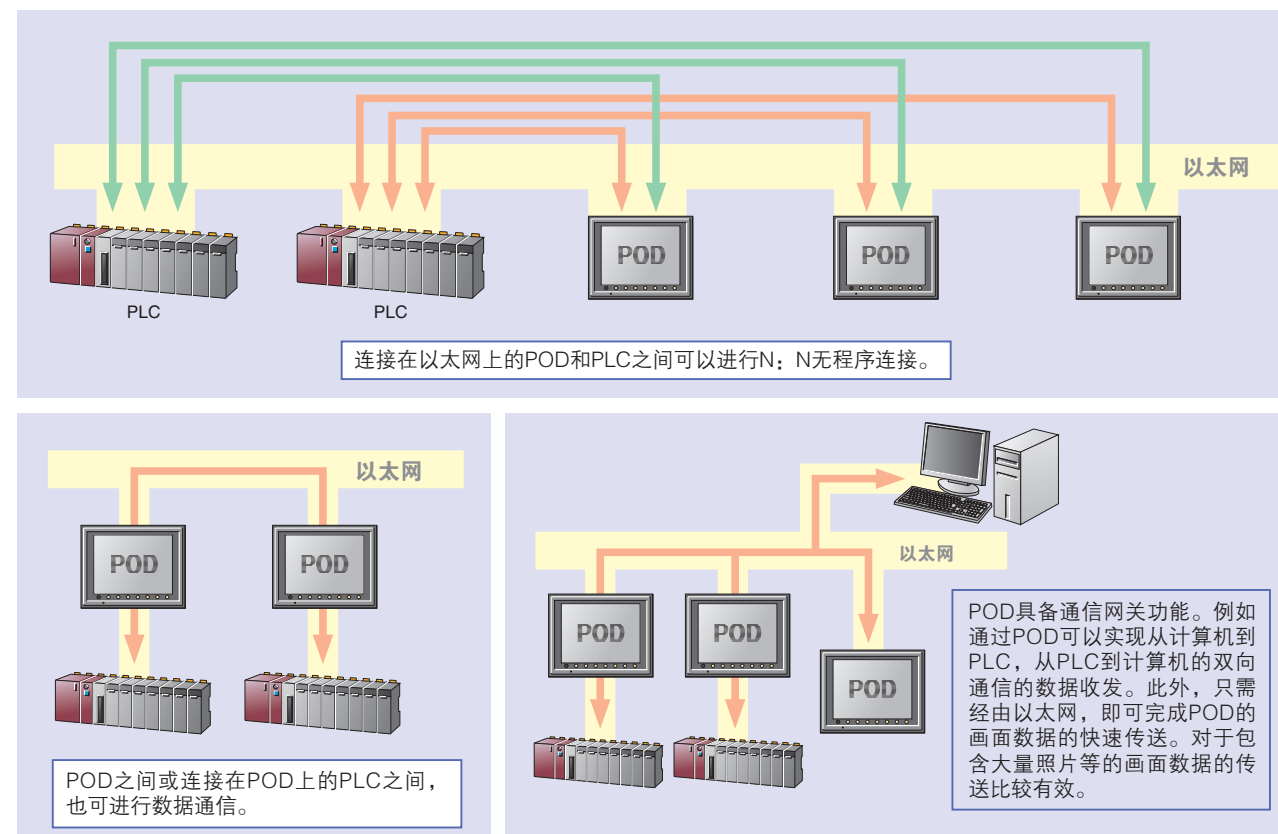 以太网
POD
POD
POD
PLC
PLC
连接在以太网上的POD和PLC之间可以进行N：N无程序连接。
以太网
POD
POD
POD之间或连接在POD上的PLC之间，
也可进行数据通信。
以太网
POD
POD
POD
POD具备通信网关功能。例如
通过POD可以实现从计算机到
PLC，从PLC到计算机的双向
通信的数据收发。此外，只需
经由以太网，即可完成POD的
画面数据的快速传送。对于包
含大量照片等的画面数据的传
送比较有效。